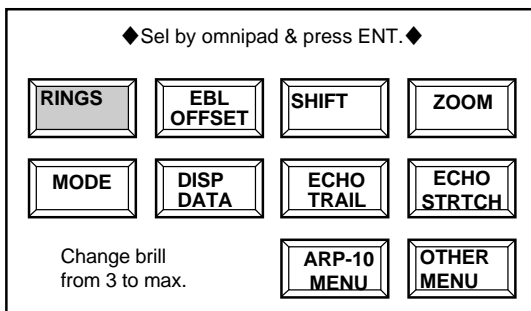 ♦Sel by omnipad & press ENT.♦
RINGS
EBL
OFFSET
SHIFT
ZOOM
MODE
DISP
DATA
ECHO
TRAIL
ECHO
STRTCH
Change brill
from 3 to max.
ARP-10
MENU
OTHER
MENU